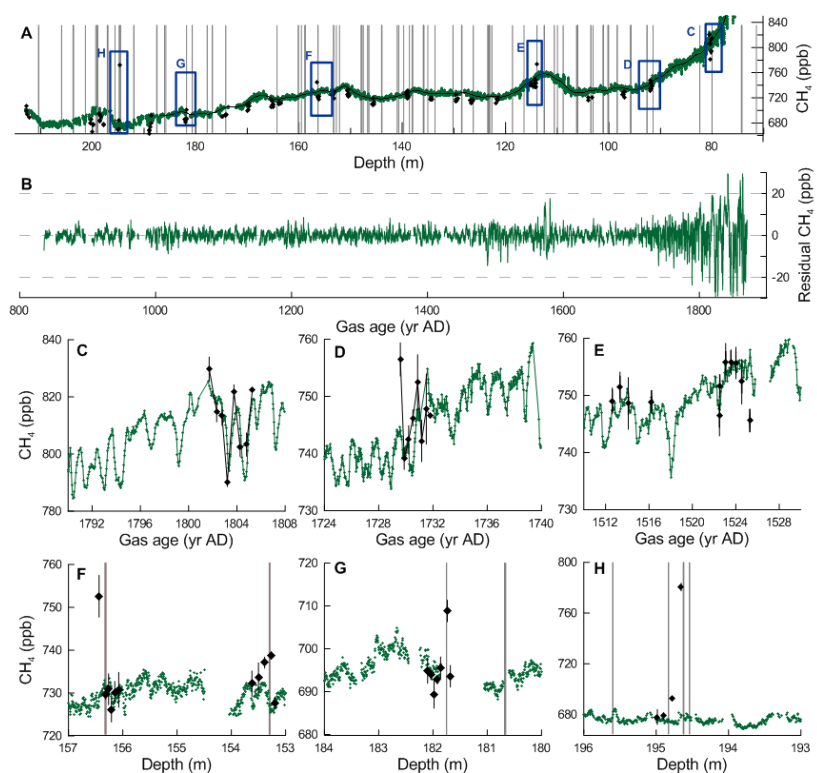 A
H
G
F
E
D
C
840
800
760
720
680
CH4 (ppb)
200 180 160 140 120 100 80
Depth (m)
B
20
0
-20
Residual CH4 (ppb)
800 1000 1200 1400 1600 1800
Gas age (yr AD)
C
840
820
800
780
CH4 (ppb)
1792 1796 1800 1804 1808
Gas age (yr AD)
D
760
750
740
730
1724 1728 1732 1736 1740
Gas age (yr AD)
E
760
750
740
730
1512 1516 1520 1524 1528
Gas age (yr AD)
F
760
750
740
730
720
CH4 (ppb)
157 156 155 154 153
Depth (m)
G
720
710
700
690
680
184 183 182 181 180
Depth (m)
H
800
760
720
680
196 195 194 193
Depth (m)